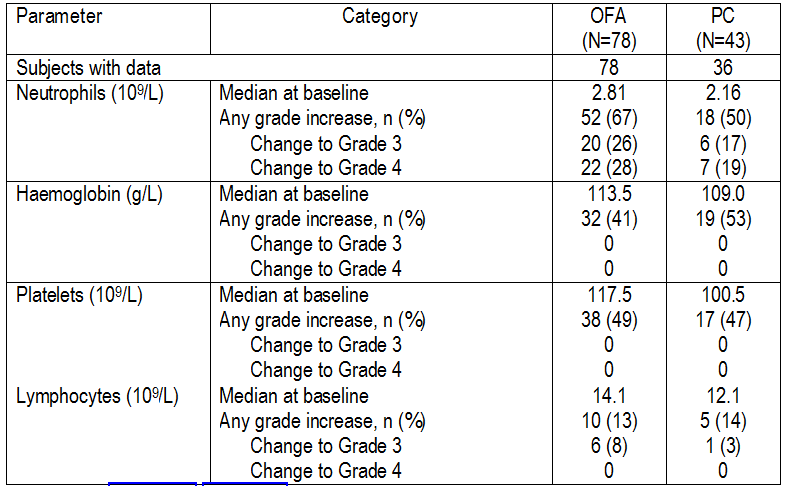 Parameter Category OFA PC
(N=78) (N=43)
Subjects with data 78 36
Neutrophils (10⁹/L) Median at baseline 2.81 2.16
Any grade increase, n (%) 52 (67) 18 (50)
Change to Grade 3 20 (26) 6 (17)
Change to Grade 4 22 (28) 7 (19)
Haemoglobin (g/L) Median at baseline 113.5 109.0
Any grade increase, n (%) 32 (41) 19 (53)
Change to Grade 3 0 0
Change to Grade 4 0 0
Platelets (10⁹/L) Median at baseline 117.5 100.5
Any grade increase, n (%) 38 (49) 17 (47)
Change to Grade 3 0 0
Change to Grade 4 0 0
Lymphocytes (10⁹/L) Median at baseline 14.1 12.1
Any grade increase, n (%) 10 (13) 5 (14)
Change to Grade 3 6 (8) 1 (3)
Change to Grade 4 0 0